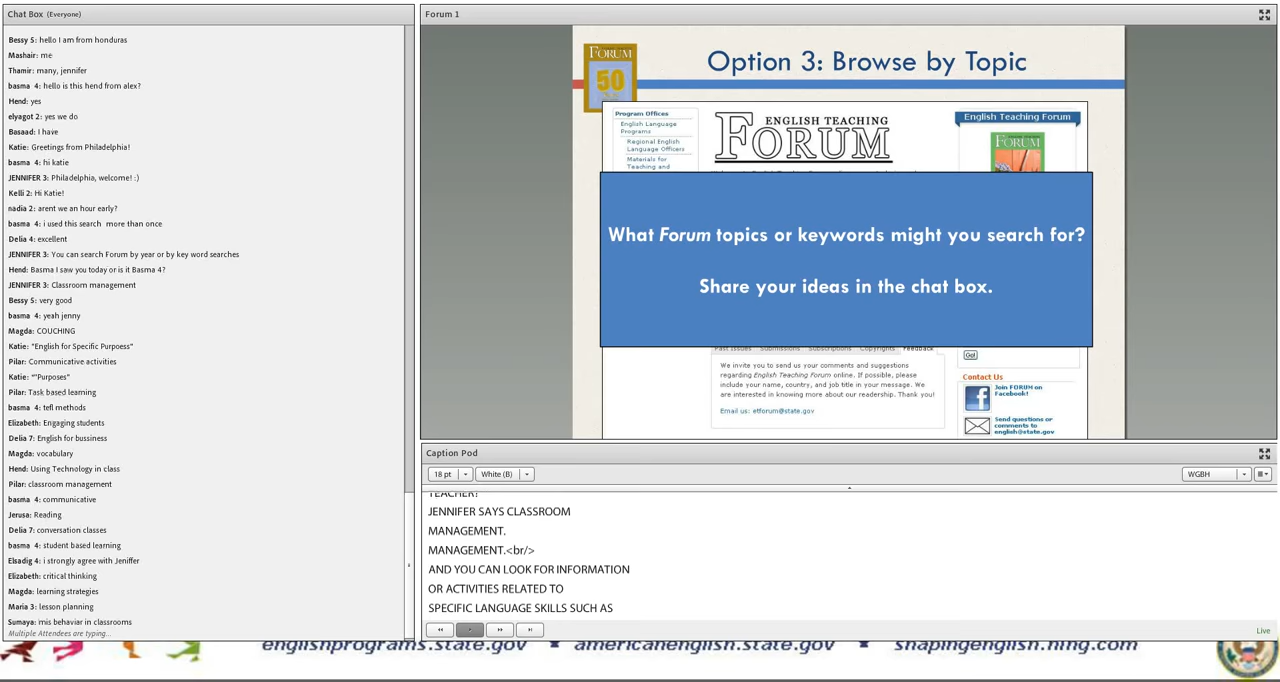 Chat Box (Everyone)
Bessy S: hello I am from honduras
Mashair: me
Thamir: many, jennifer
basma 4: hello is this hend from alex?
Hend: yes
elyagot 2: yes we do
Basaad: I have
Katie: Greetings from Philadelphia!
basma 4: hi katie
JENNIFER 3: Philadelphia, welcome! :)
Kelli 2: Hi Katie!
nadia 2: arent we an hour early?
basma 4: i used this search more than once
Delia 4: excellent
JENNIFER 3: You can search Forum by year or by key word searches
Hend: Basma I saw you today or is it Basma 4?
JENNIFER 3: Classroom management
Bessy S: very good
basma 4: yeah jenny
Magda: COUCHING
Katie: "English for Specific Purpoess"
Pilar: Communicative activities
Katie: *"Purposes"
Pilar: Task based learning
basma 4: tefl methods
Elizabeth: Engaging students
Delia 7: English for bussiness
Magda: vocabulary
Hend: Using Technology in class
Pilar: classroom management
basma 4: communicative
Jerusa: Reading
Delia 7: conversation classes
basma 4: student based learning
Elsadig 4: i strongly agree with Jeniffer
Elizabeth: critical thinking
Magda: learning strategies
Maria 3: lesson planning
Sumaya: mis behaviar in classrooms
Multiple Attendees are typing...
Forum 1
FORUM
50
Option 3: Browse by Topic
Program Offices
English Language
Programs
Regional English
Language Officers
Materials for
Teaching and
ENGLISH TEACHING
FORUM
English Teaching Forum
FORUM
What Forum topics or keywords might you search for?
Share your ideas in the chat box.
Past Issues Submissions Subscriptions Copyrights Feedback
We invite you to send us your comments and suggestions
regarding English Teaching Forum online. If possible, please
include your name, country, and job title in your message. We
are interested in knowing more about our readership. Thank you!
Email us: etforum@state.gov
Go!
Contact Us
Join FORUM on
Facebook!
Send questions or
comments to
english@state.gov
Caption Pod
18 pt
White (B)
WGBH
TEACHER!
JENNIFER SAYS CLASSROOM
MANAGEMENT.
MANAGEMENT.<br/>
AND YOU CAN LOOK FOR INFORMATION
OR ACTIVITIES RELATED TO
SPECIFIC LANGUAGE SKILLS SUCH AS
Live
englishprograms.state.gov americanenglish.state.gov shapingenglish.ning.com